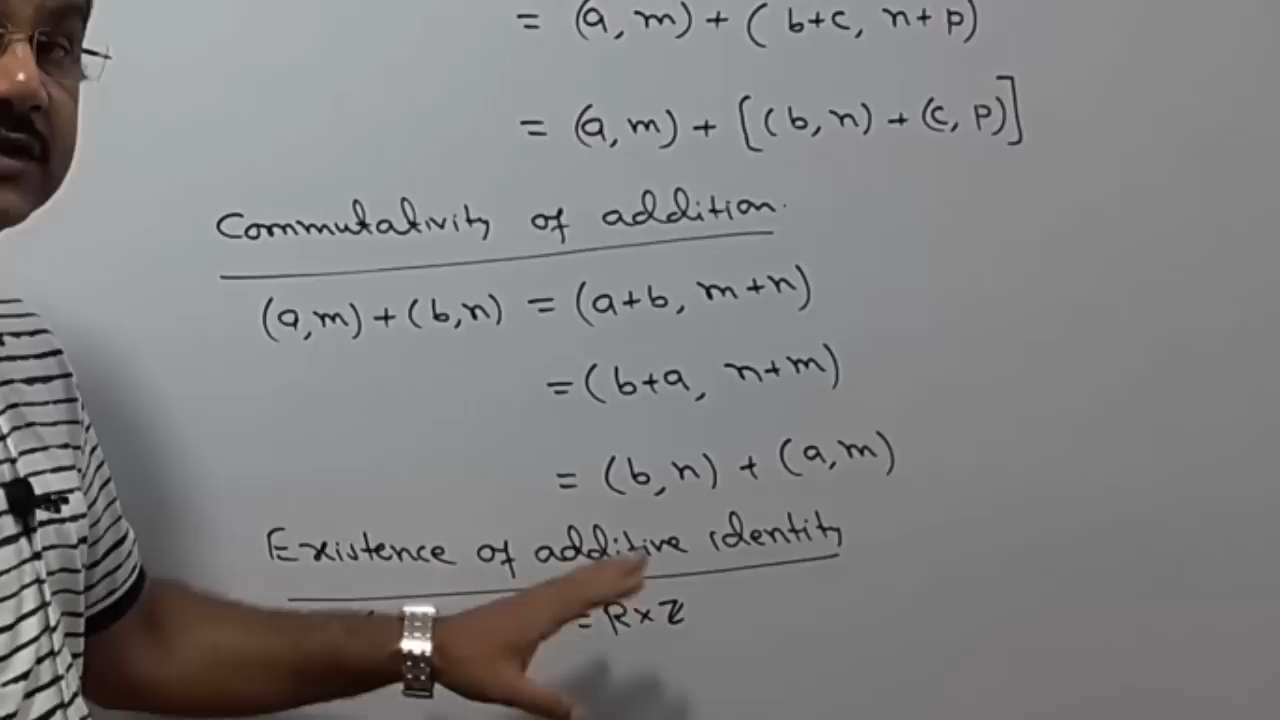 = (a, m) + ( b+c, n+p)
= (a, m) + [(b, n) + (c, p)]
Commutativity of addition.
(a,m) + (b,n) = (a+b, m+n)
= (b+a, n+m)
= (b,n) + (a,m)
Existence of additive identity
= R×Z